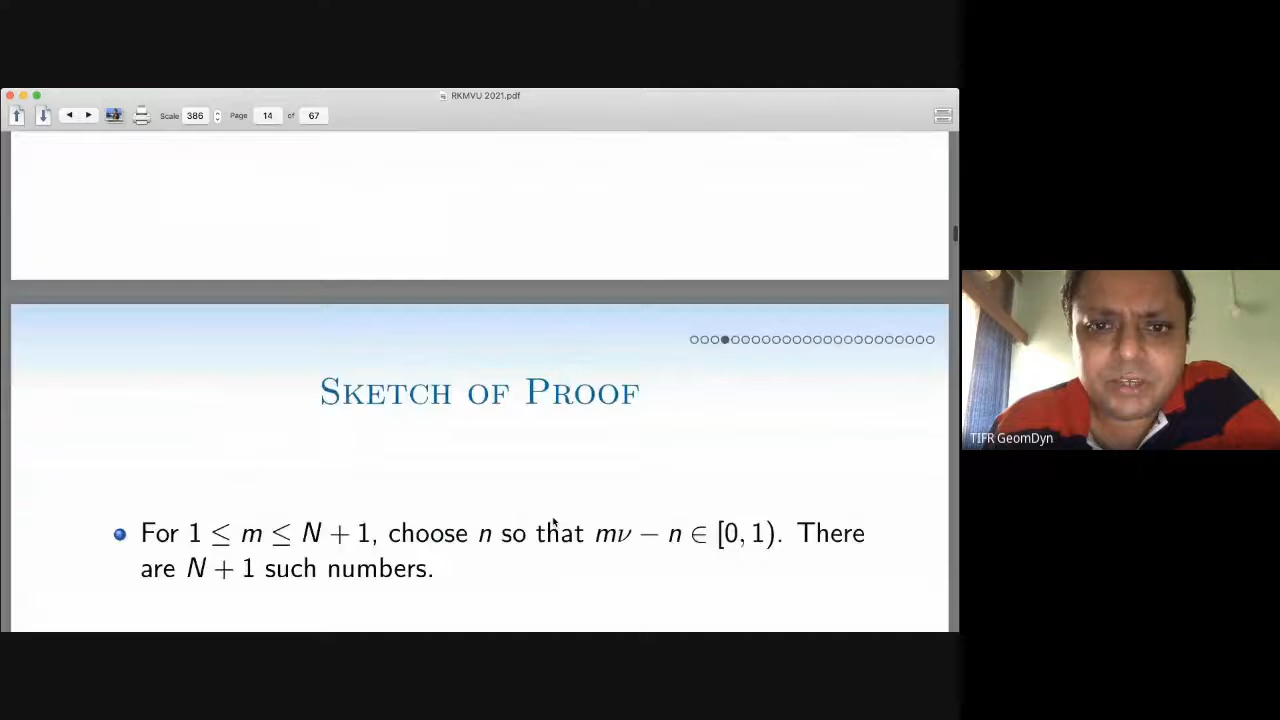 RKMVU 2021.pdf
Scale 386 Page 14 of 67
SKETCH OF PROOF
For 1 ≤ m ≤ N + 1, choose n so that mν − n ∈ [0, 1). There
are N + 1 such numbers.
TIFR GeomDyn